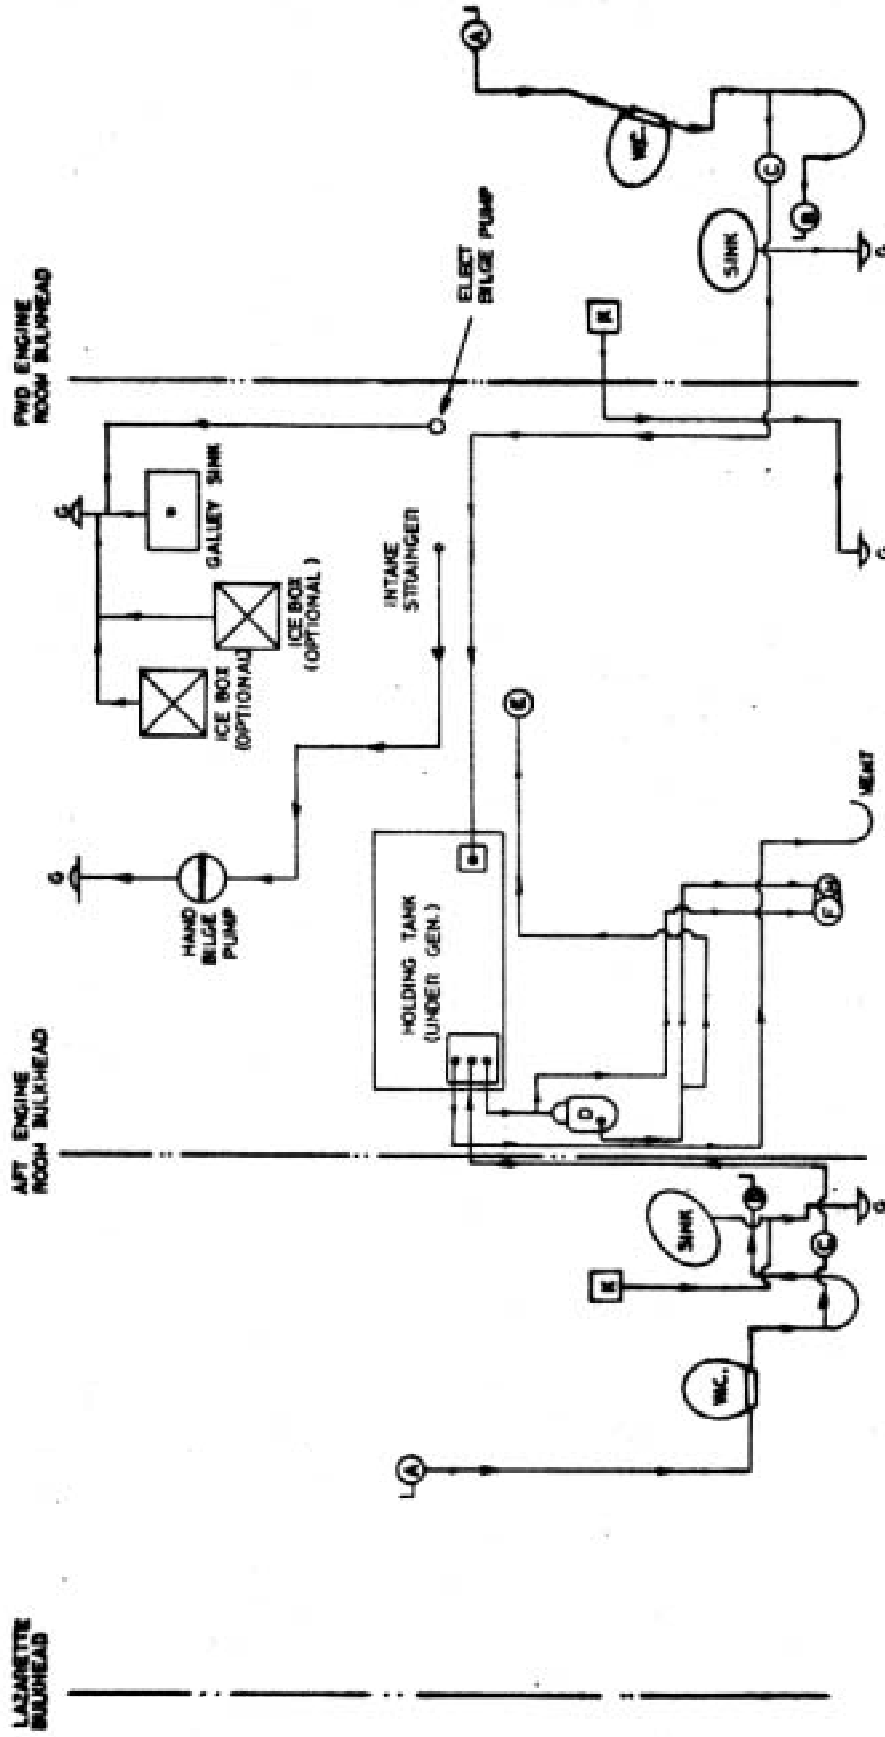 LAZARETTE
BULKHEAD
AFT ENGINE
ROOM BULKHEAD
FWD ENGINE
ROOM BULKHEAD
G
HAND
BILGE
PUMP
ICE BOX
(OPTIONAL)
ICE BOX
(OPTIONAL)
G
GALLEY SINK
INTAKE
STRAINGER
ELECT
BILGE PUMP
HOLDING TANK
(UNDER GEN.)
L
A
W.C.
K
SINK
B
C
G
D
E
F
H
VENT
K
G
SINK
G
W.C.
C
B
L
A
L